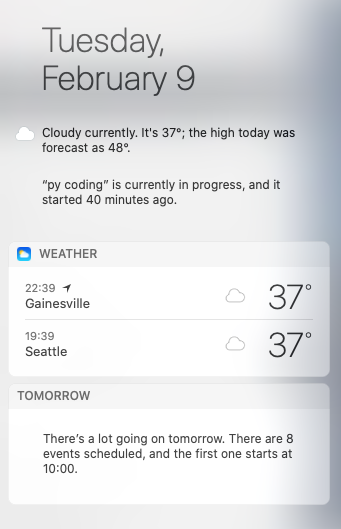 Tuesday,
February 9
Cloudy currently. It's 37°; the high today was
forecast as 48°.
“py coding” is currently in progress, and it
started 40 minutes ago.
WEATHER
22:39
Gainesville
37°
19:39
Seattle
37°
TOMORROW
There’s a lot going on tomorrow. There are 8
events scheduled, and the first one starts at
10:00.